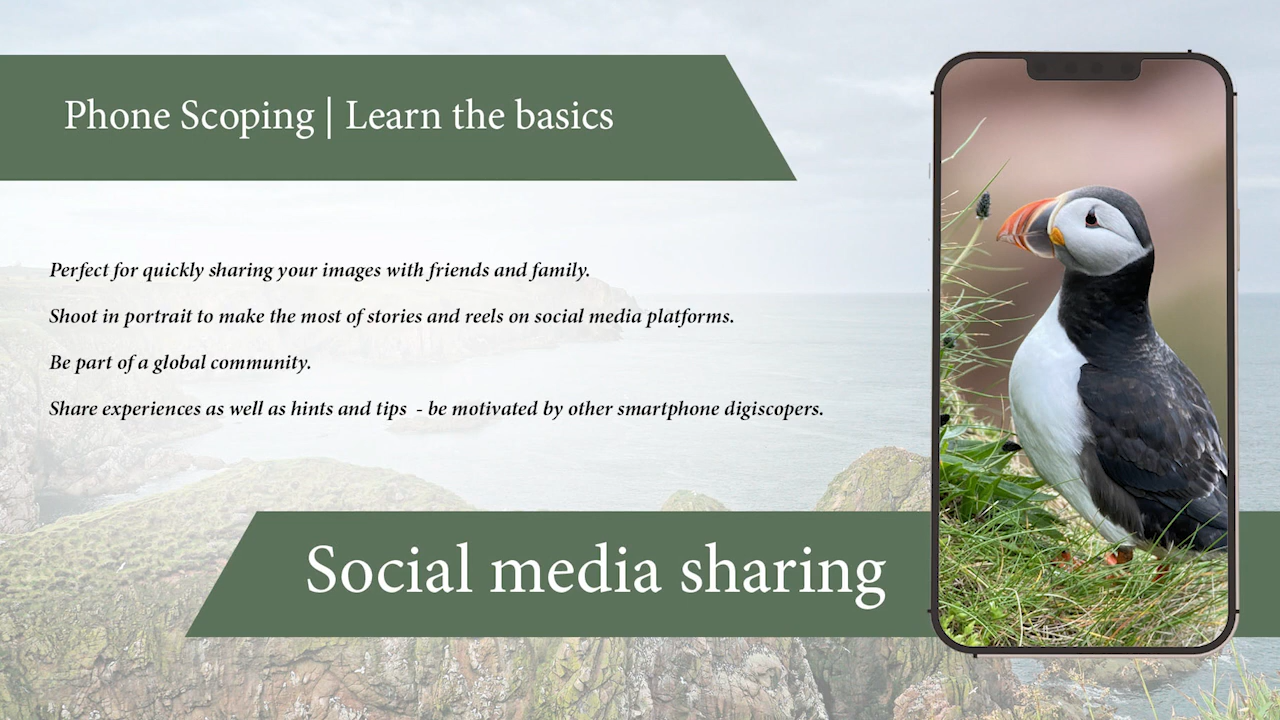 Phone Scoping | Learn the basics
Perfect for quickly sharing your images with friends and family.
Shoot in portrait to make the most of stories and reels on social media platforms.
Be part of a global community.
Share experiences as well as hints and tips  - be motivated by other smartphone digiscopers.
Social media sharing